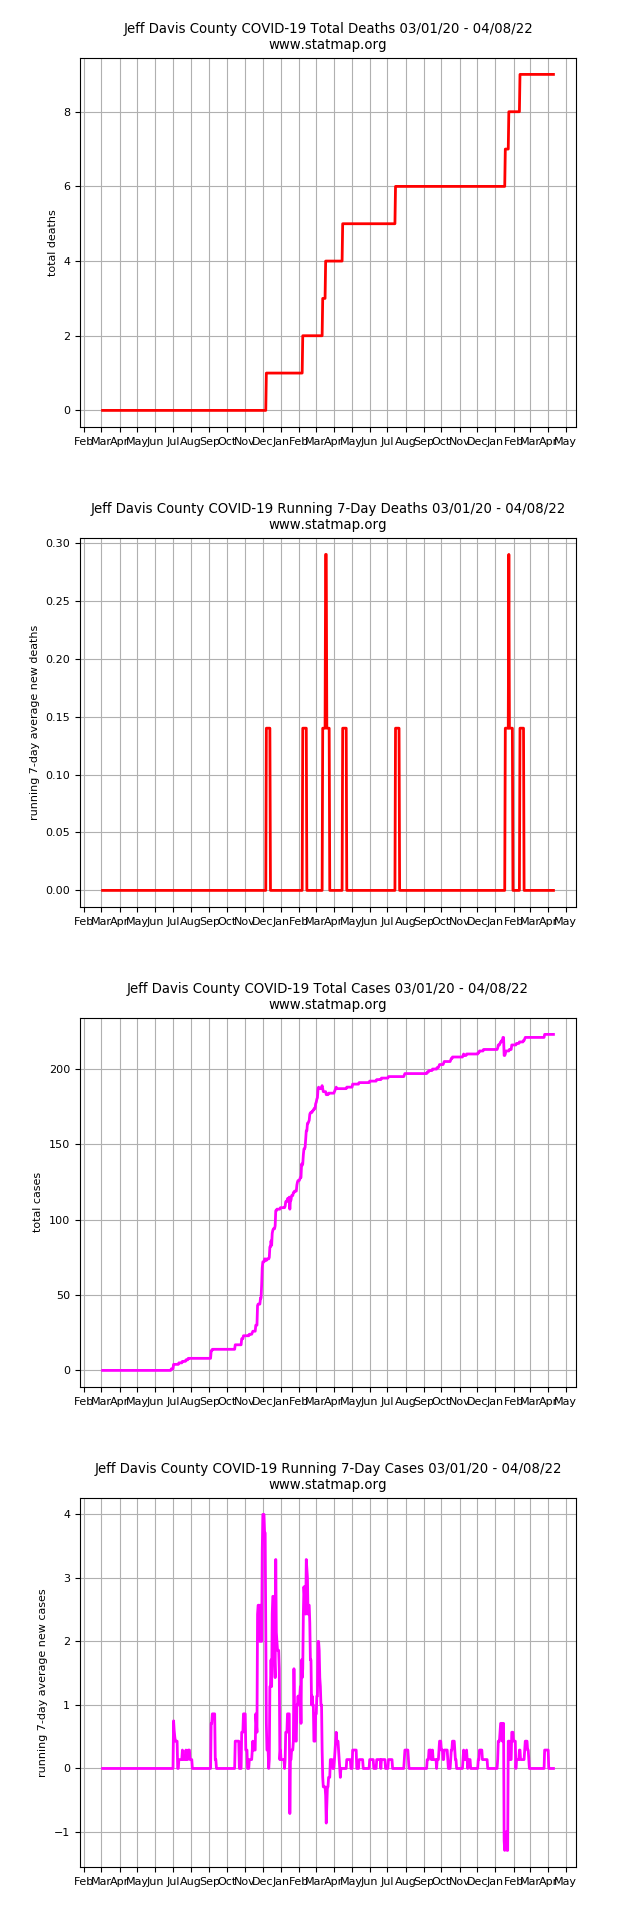 Jeff Davis County COVID-19 Total Deaths 03/01/20 - 04/08/22
www.statmap.org
8
6
4
2
0
total deaths
Feb Mar Apr May Jun Jul Aug Sep Oct Nov Dec Jan Feb Mar Apr May Jun Jul Aug Sep Oct Nov Dec Jan Feb Mar Apr May
Jeff Davis County COVID-19 Running 7-Day Deaths 03/01/20 - 04/08/22
www.statmap.org
0.30
0.25
0.20
0.15
0.10
0.05
0.00
running 7-day average new deaths
Feb Mar Apr May Jun Jul Aug Sep Oct Nov Dec Jan Feb Mar Apr May Jun Jul Aug Sep Oct Nov Dec Jan Feb Mar Apr May
Jeff Davis County COVID-19 Total Cases 03/01/20 - 04/08/22
www.statmap.org
200
150
100
50
0
total cases
Feb Mar Apr May Jun Jul Aug Sep Oct Nov Dec Jan Feb Mar Apr May Jun Jul Aug Sep Oct Nov Dec Jan Feb Mar Apr May
Jeff Davis County COVID-19 Running 7-Day Cases 03/01/20 - 04/08/22
www.statmap.org
4
3
2
1
0
−1
running 7-day average new cases
Feb Mar Apr May Jun Jul Aug Sep Oct Nov Dec Jan Feb Mar Apr May Jun Jul Aug Sep Oct Nov Dec Jan Feb Mar Apr May